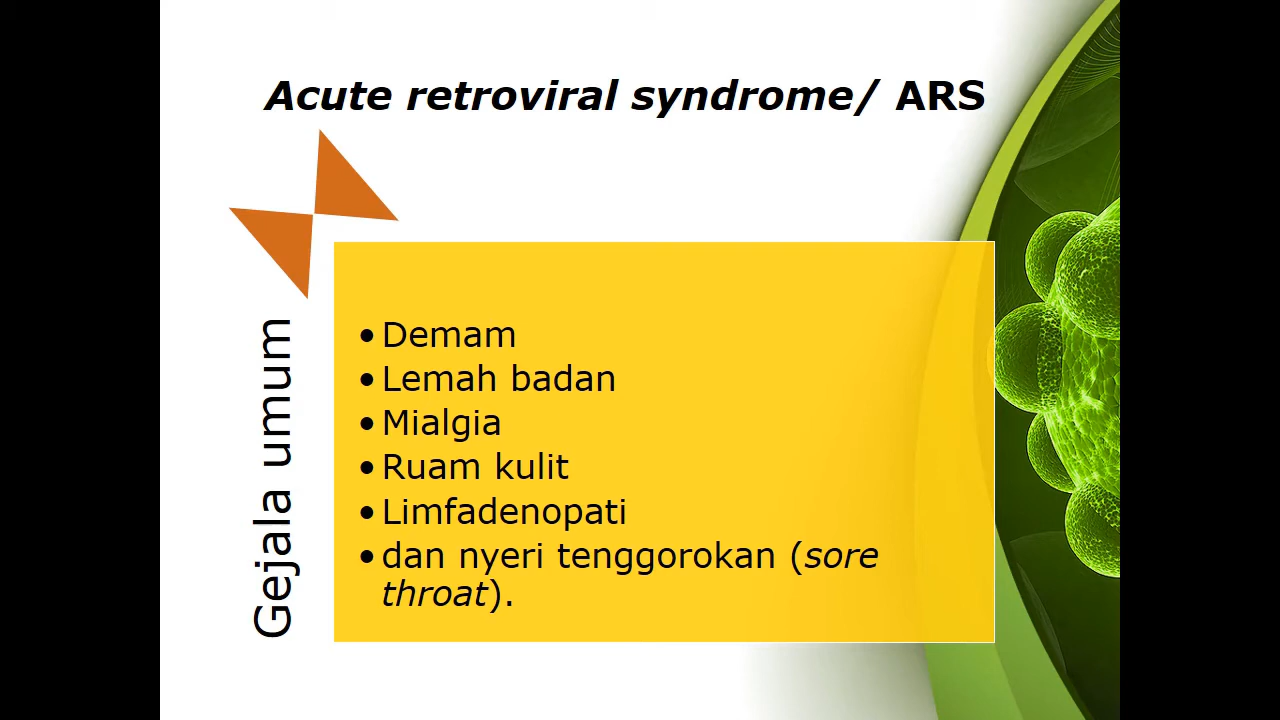 Acute retroviral syndrome/ ARS
Gejala umum
• Demam
• Lemah badan
• Mialgia
• Ruam kulit
• Limfadenopati
• dan nyeri tenggorokan (sore
throat).